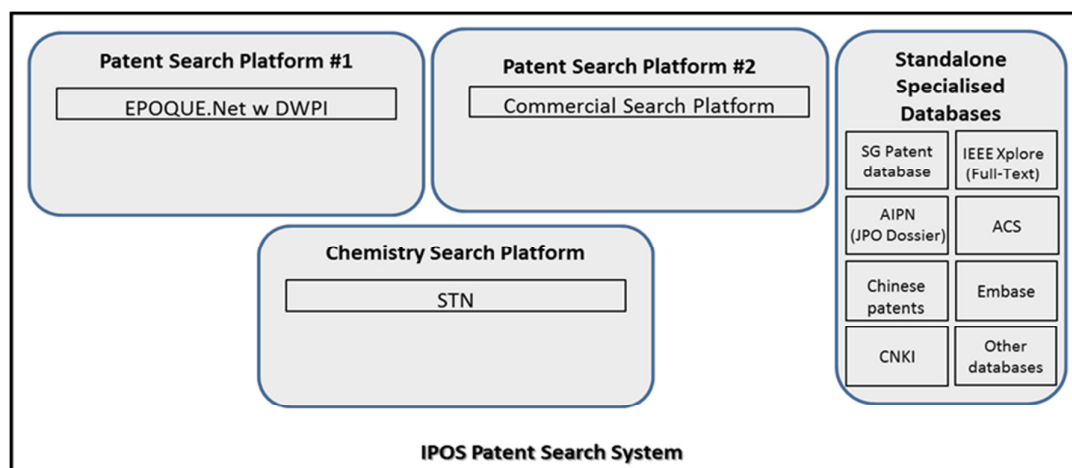 Patent Search Platform #1
EPOQUE.Net w DWPI
Patent Search Platform #2
Commercial Search Platform
Chemistry Search Platform
STN
Standalone
Specialised
Databases
SG Patent
database
IEEE Xplore
(Full-Text)
AIPN
(JPO Dossier)
ACS
Chinese
patents
Embase
CNKI
Other
databases
IPOS Patent Search System